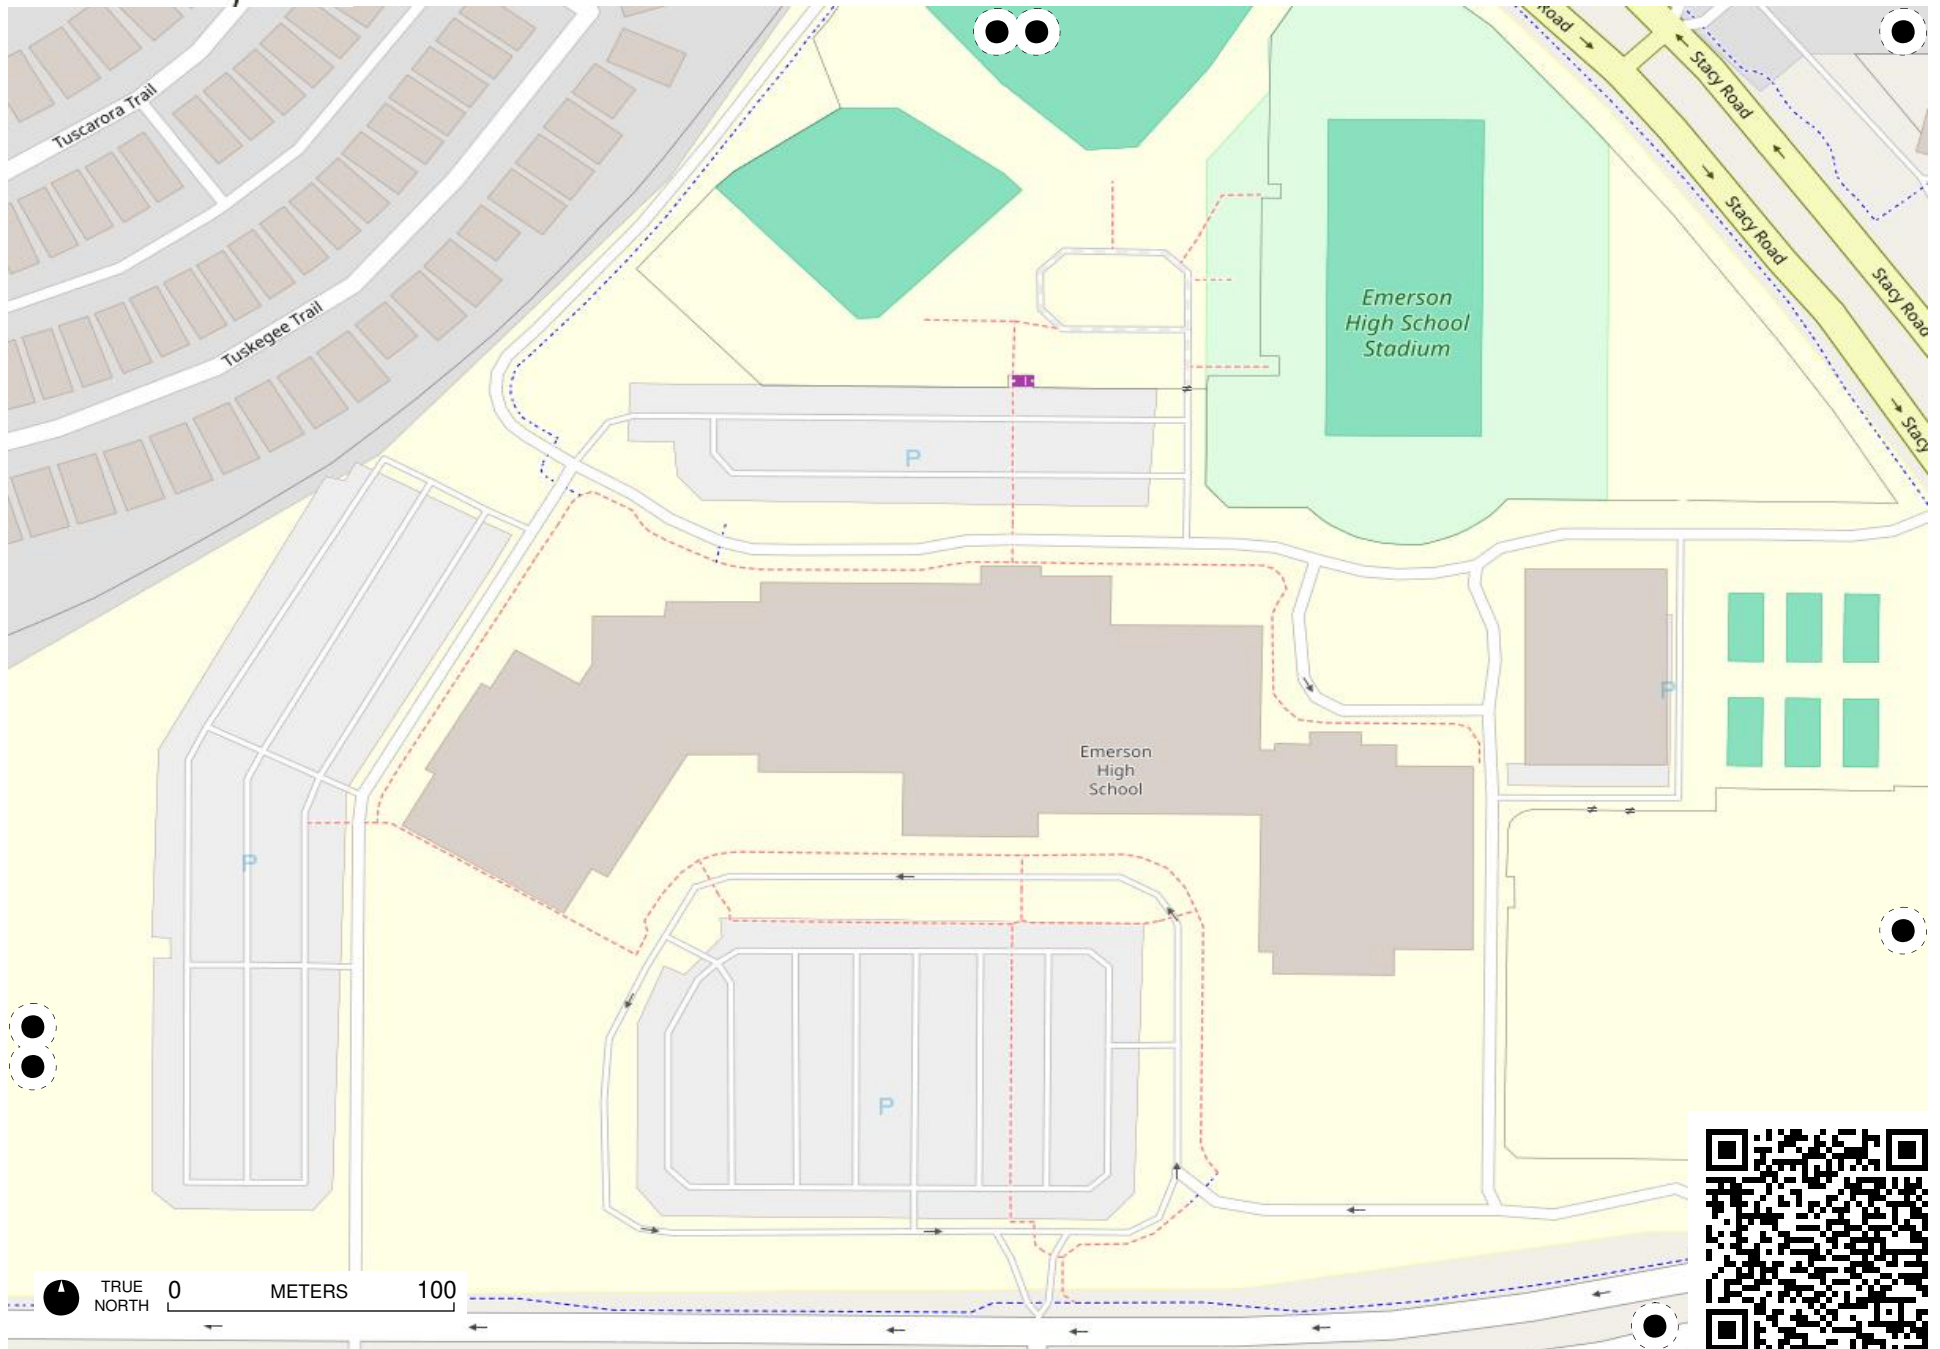 Road
Stacy Road
Tuscarora Trail
Stacy Road
Stacy Road
Emerson
High School
Stadium
Tuskegee Trail
Stacy
P
P
Emerson
High
School
P
P
TRUE
NORTH
0 METERS 100